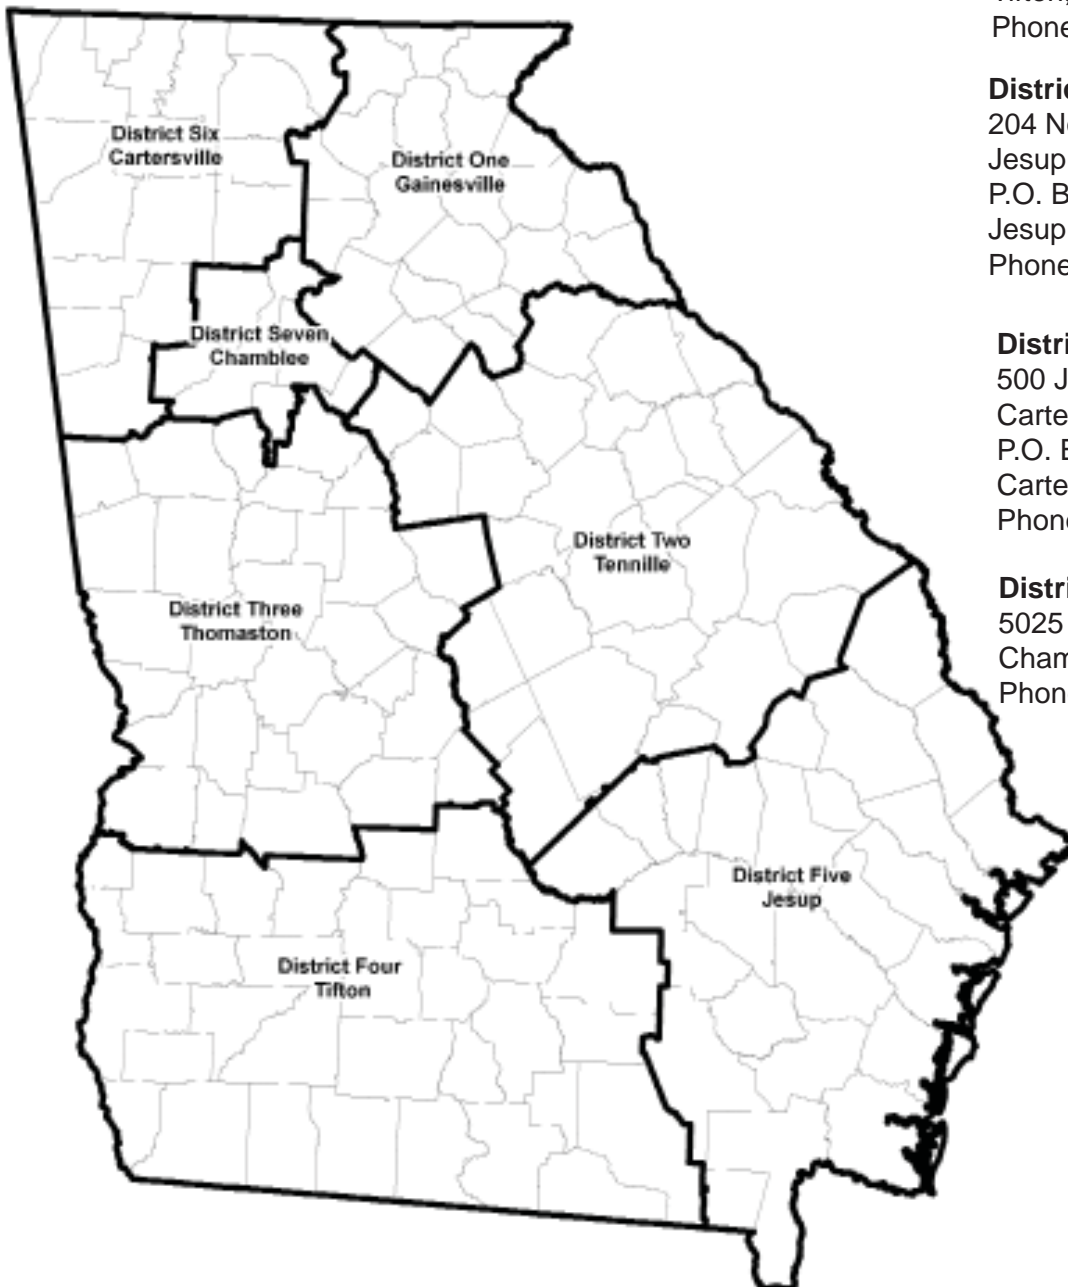 District Six
Cartersville
District One
Gainesville
District Seven
Chamblee
District Two
Tennille
District Three
Thomaston
District Five
Jesup
District Four
Tifton
Phone
Distric
204 No
Jesup
P.O. B
Jesup
Phone
Distri
500 J
Carte
P.O. B
Carte
Phone
Distri
5025
Cham
Phon